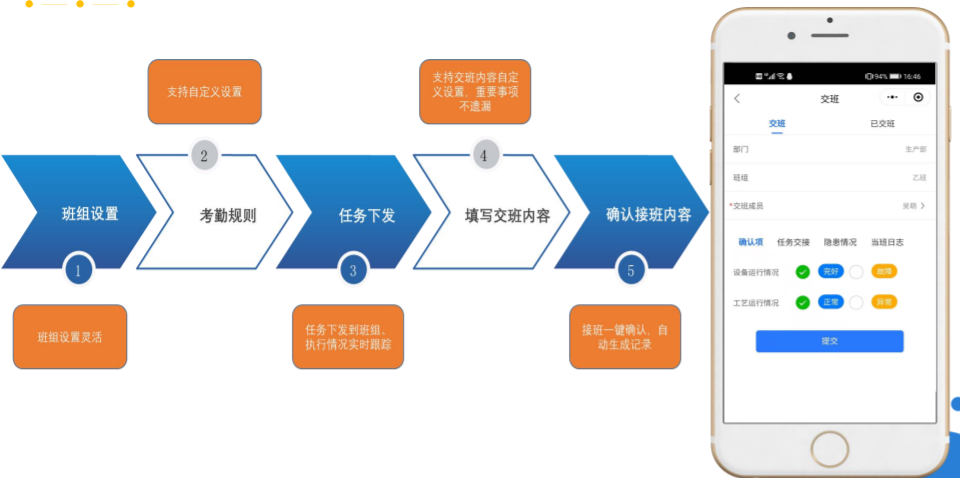 支持自定义设置
支持交班内容自定
义设置，重要事项
不遗漏
2
4
班组设置
考勤规则
任务下发
填写交班内容
确认接班内容
1
3
5
班组设置灵活
任务下发到班组、
执行情况实时跟踪
接班一键确认，自
动生成记录
94% 16:46
交班
交班 已交班
部门 生产部
班组 乙班
*交班成员
确认项 任务交接 隐患情况 当班日志
设备运行情况 完好 故障
工艺运行情况 正常 异常
提交